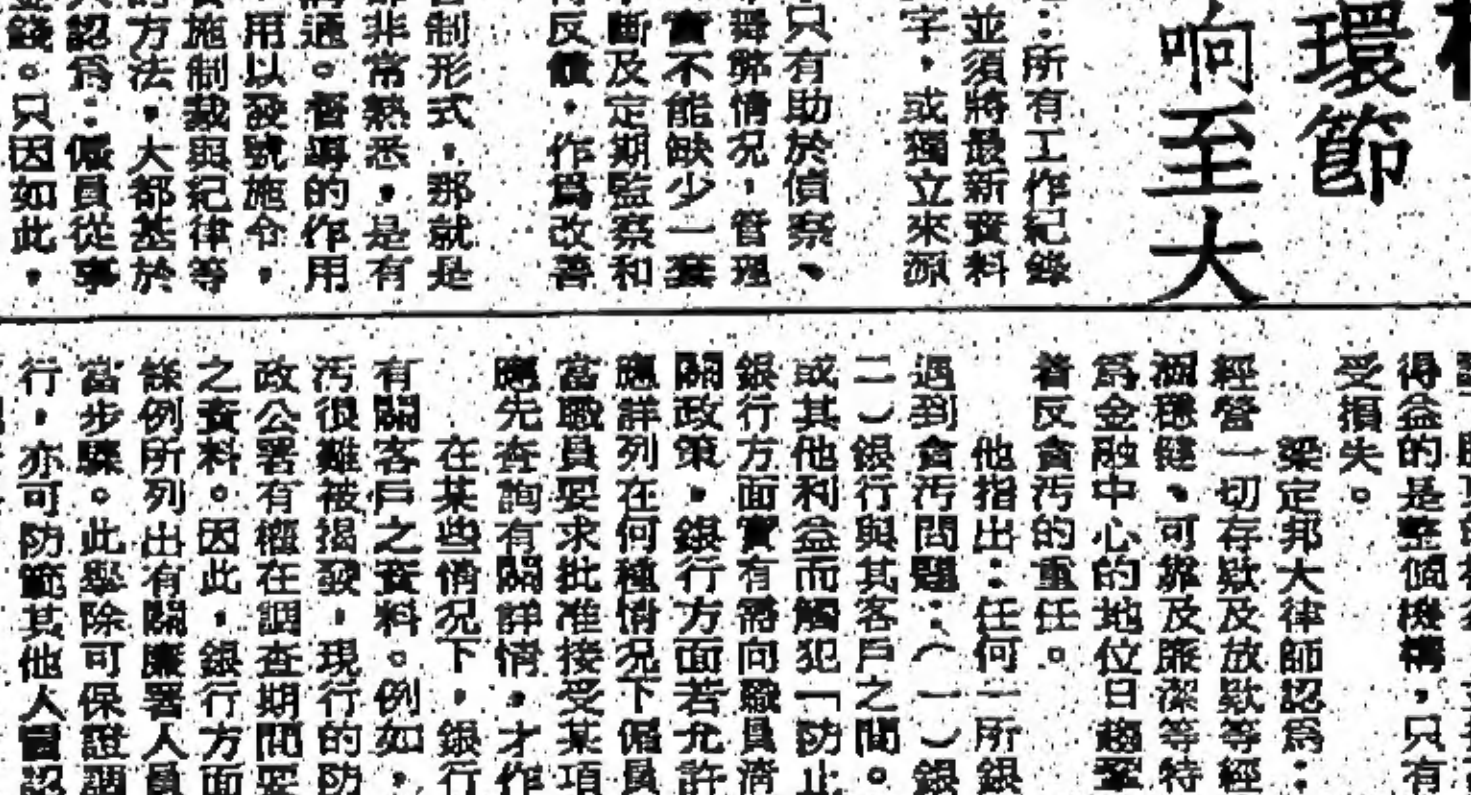 環節
响至大
：所有工作紀錄
並須將最新資料
字，或獨立來源
只有助於偵察、
舞弊情況，管理
實不能缺少一套
斷及定期監察和
反饋，作爲改善
制形式，那就是
非常熟悉，是有
通。督導的作用
用以發號施令，
施制裁與紀律等
方法，大都基於
認爲：僱員從事
錢。只因如此，
得益的是整個機構，只有
受損失。
梁定邦大律師認爲：
經營一切存款及放款等經
濟穩健、可靠及廉潔等特
爲金融中心的地位日趨鞏
着反貪汚的重任。
他指出：任何一所銀
遇到貪汚問題：（一）銀
二）銀行與其客戶之間。
或其他利益而觸犯「防止
銀行方面實有需向職員淸
關政策，銀行方面若允許
應詳列在何種情況下僱員
當職員要求批准接受某項
應先查詢有關詳情，才作
在某些情況下，銀行
有關客戶之資料。例如，
汚很難被揭發，現行的防
政公署有權在調查期間要
之資料。因此，銀行方面
條例所列出有關廉署人員
當步驟。此舉除可保證調
行，亦可防範其他人冒認